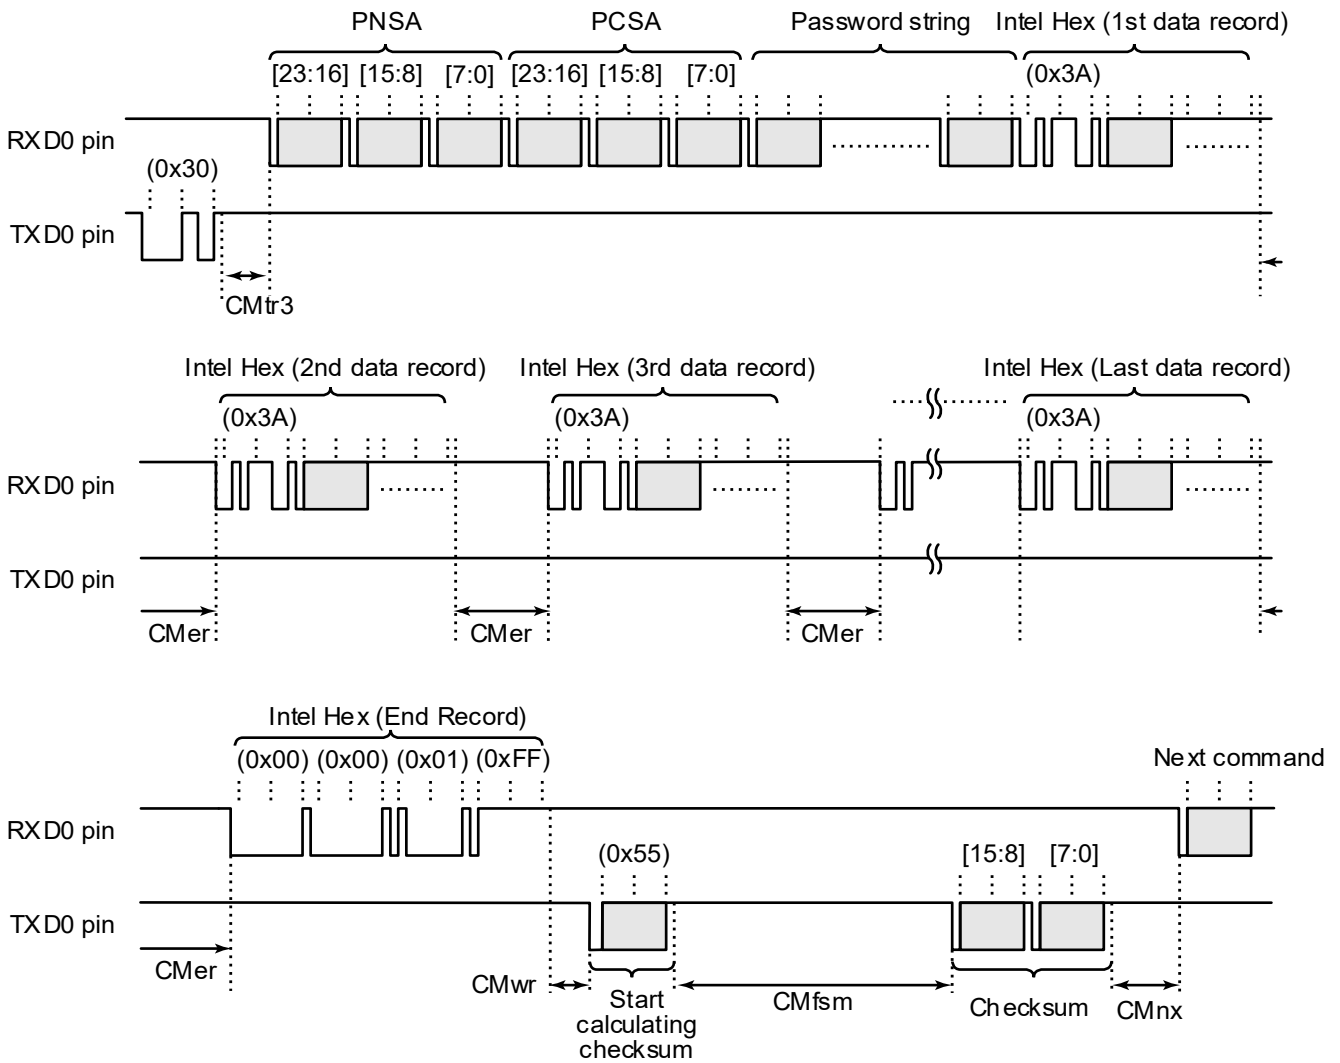 PNSA PCSA Password string Intel Hex (1st data record)
[23:16] [15:8] [7:0] [23:16] [15:8] [7:0] (0x3A)
RXD0 pin
(0x30)
TXD0 pin
CMtr3
Intel Hex (2nd data record) Intel Hex (3rd data record) Intel Hex (Last data record)
(0x3A) (0x3A) (0x3A)
RXD0 pin
TXD0 pin
CMer CMer CMer
Intel Hex (End Record)
(0x00) (0x00) (0x01) (0xFF) Next command
RXD0 pin
(0x55) [15:8] [7:0]
TXD0 pin
CMer CMwr Start calculating checksum CMfsm Checksum CMnx